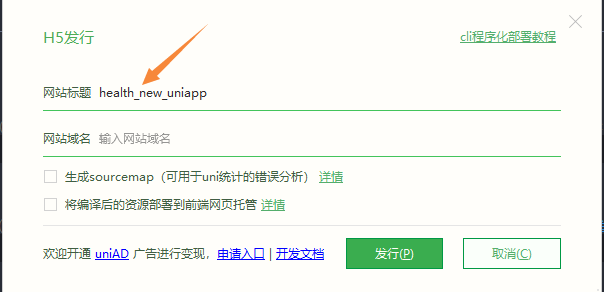 H5发行 cli程序化部署教程
网站标题 health_new_uniapp
网站域名 输入网站域名
生成sourcemap（可用于uni统计的错误分析） 详情
将编译后的资源部署到前端网页托管 详情
欢迎开通 uniAD 广告进行变现，申请入口 | 开发文档 发行(P) 取消(C)